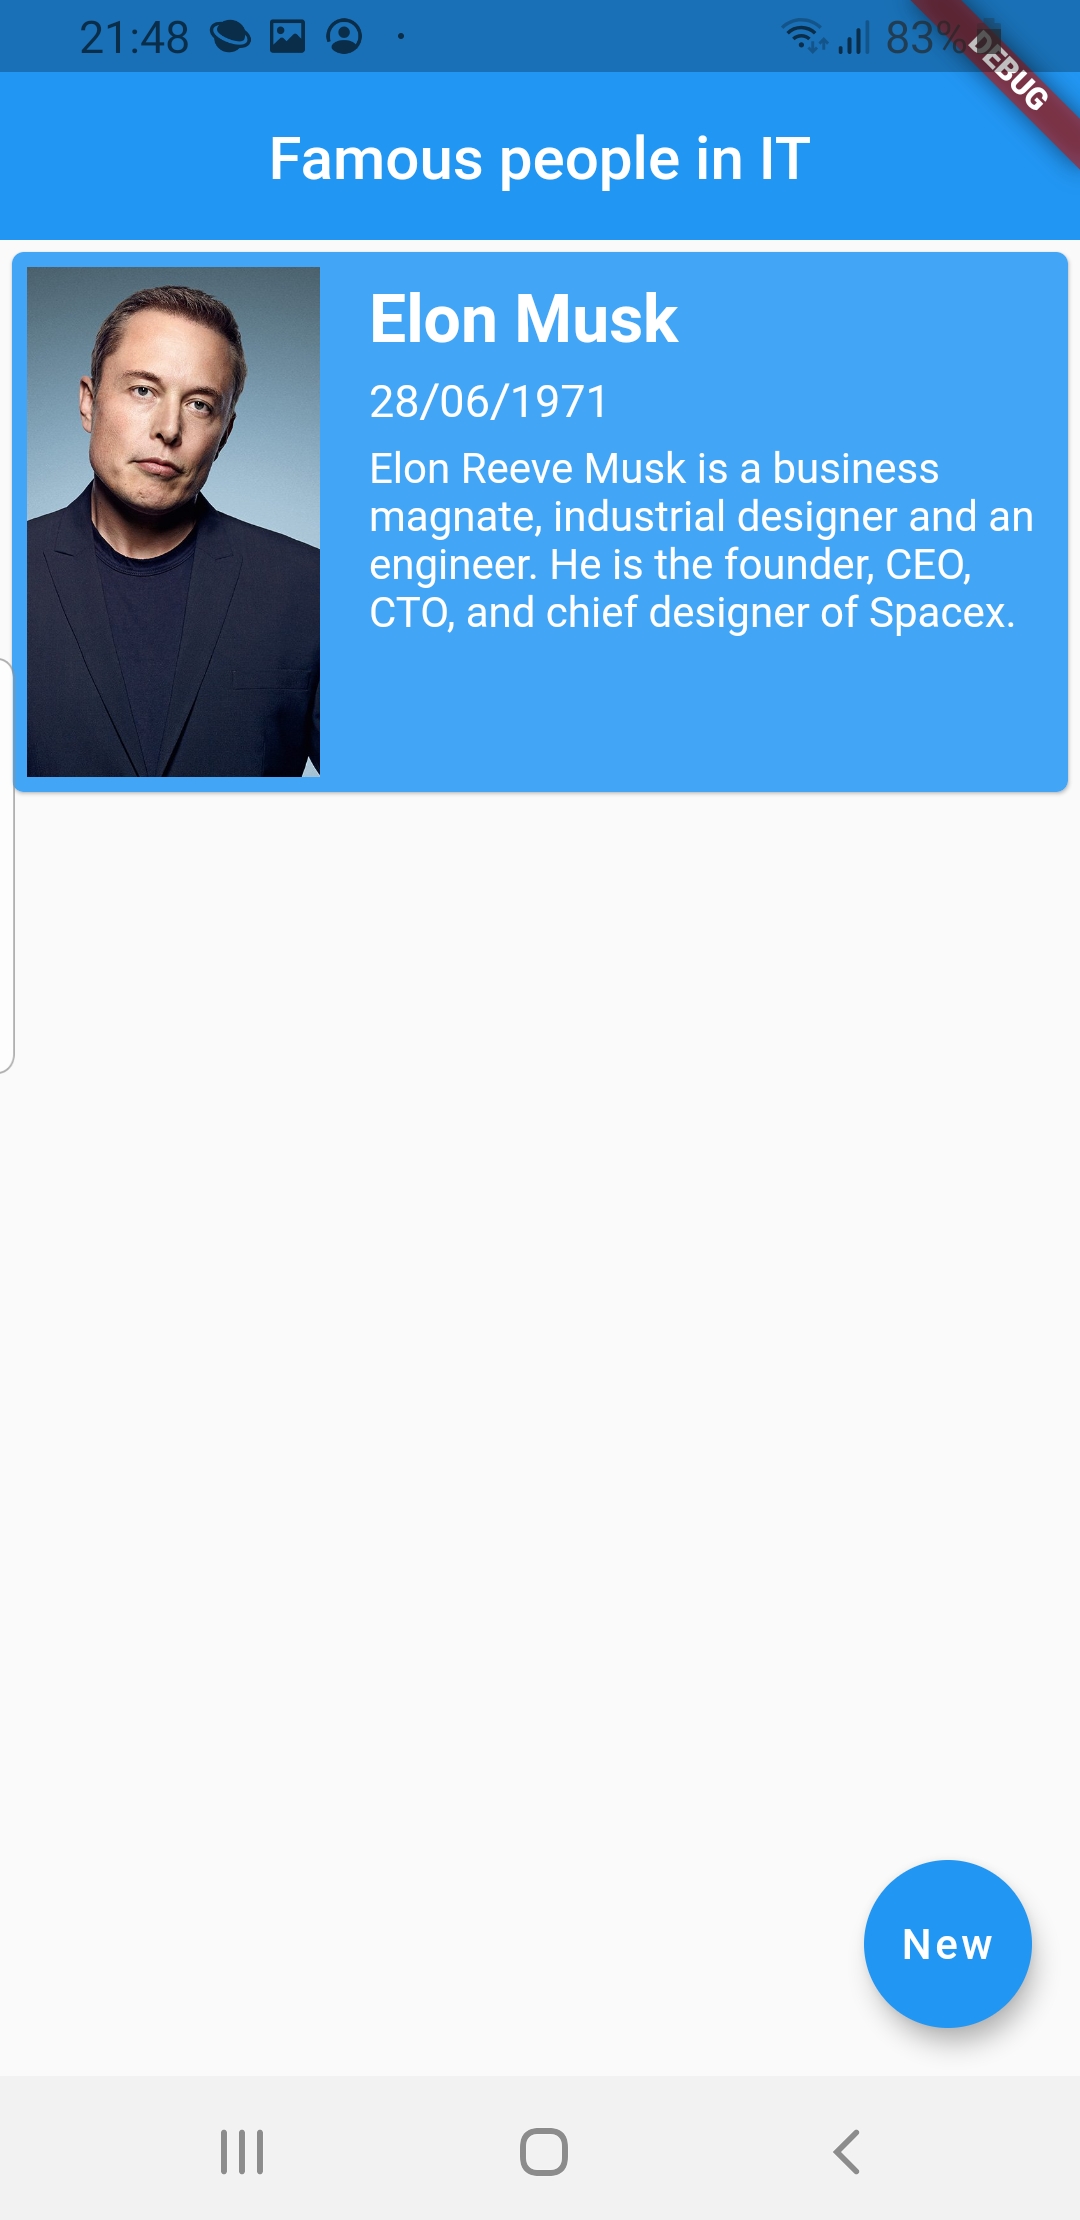 21:48
83%
DEBUG
Famous people in IT
Elon Musk
28/06/1971
Elon Reeve Musk is a business
magnate, industrial designer and an
engineer. He is the founder, CEO,
CTO, and chief designer of Spacex.
New